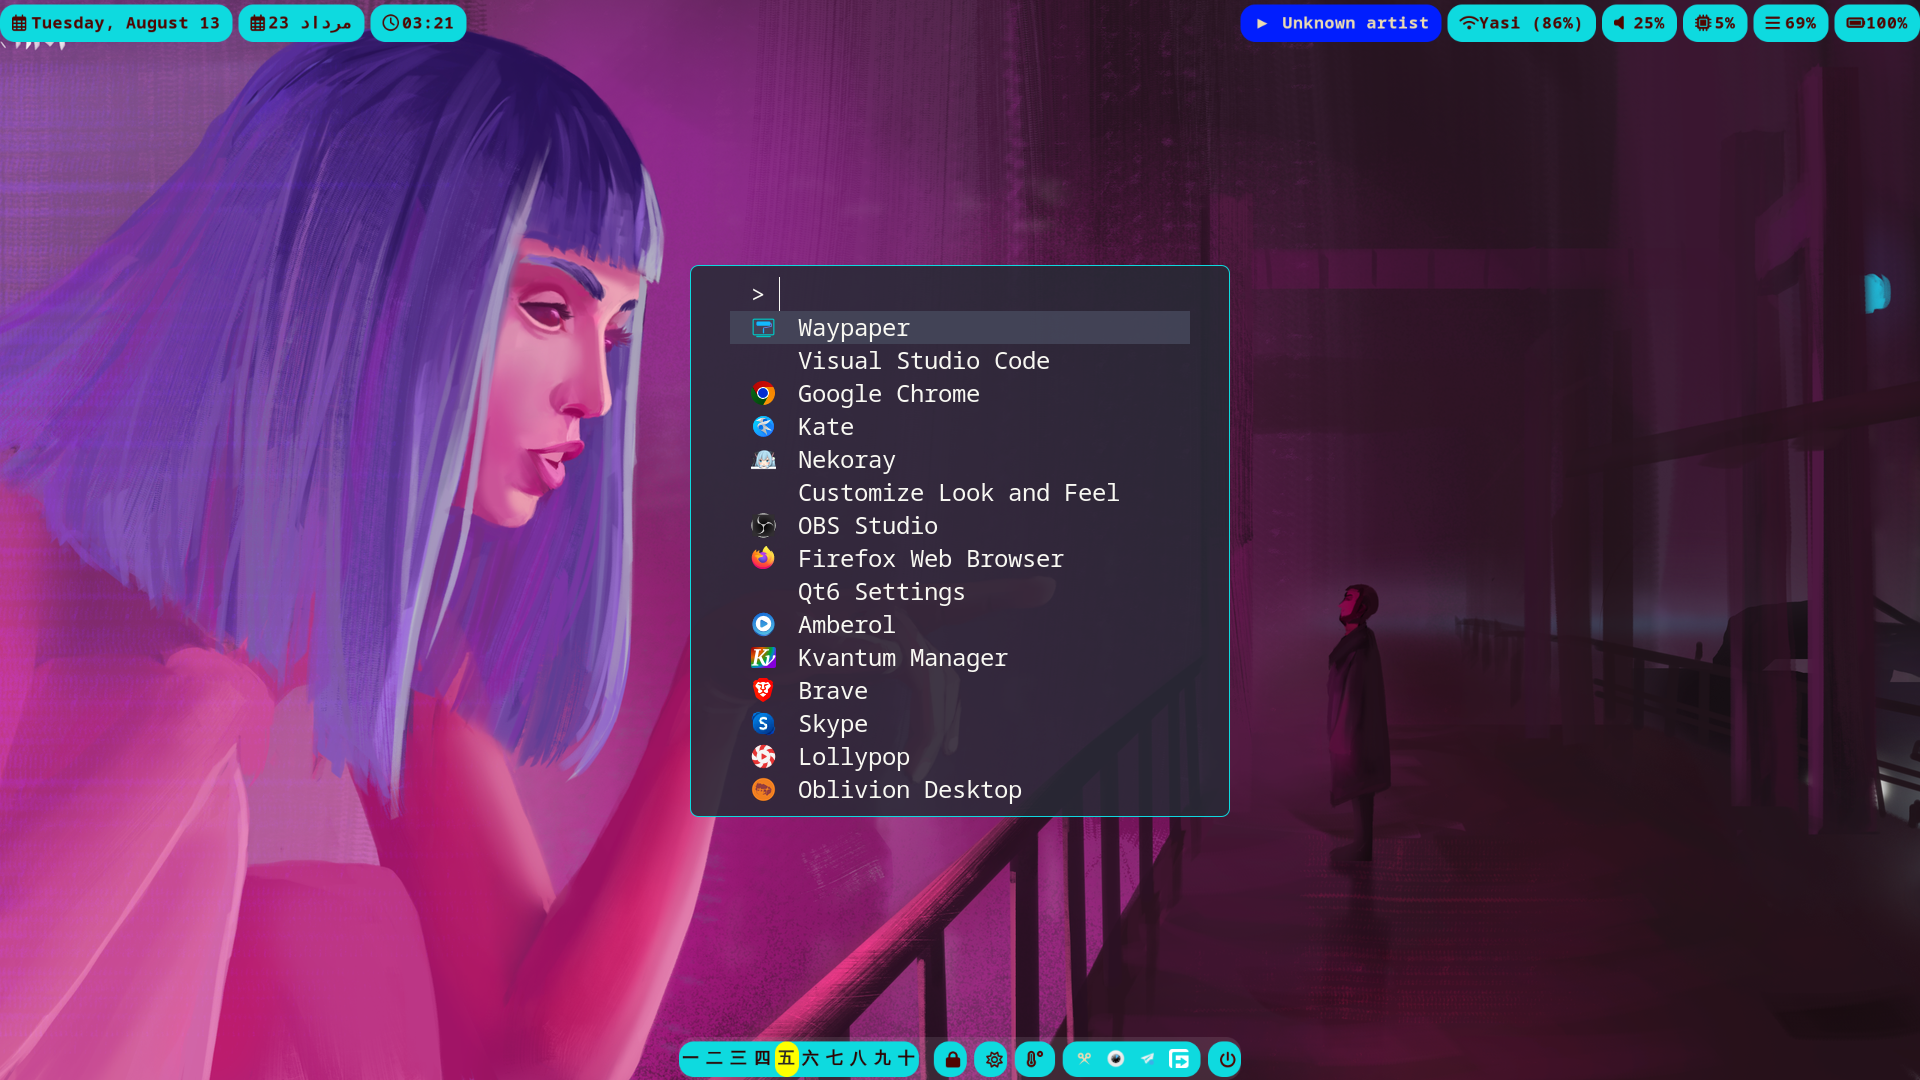 Tuesday, August 13
23 مرداد
03:21
▶ Unknown artist
Yasi (86%)
25%
5%
69%
100%
>
Waypaper
Visual Studio Code
Google Chrome
Kate
Nekoray
Customize Look and Feel
OBS Studio
Firefox Web Browser
Qt6 Settings
Amberol
Kvantum Manager
Brave
Skype
Lollypop
Oblivion Desktop
一 二 三 四 五 六 七 八 九 十